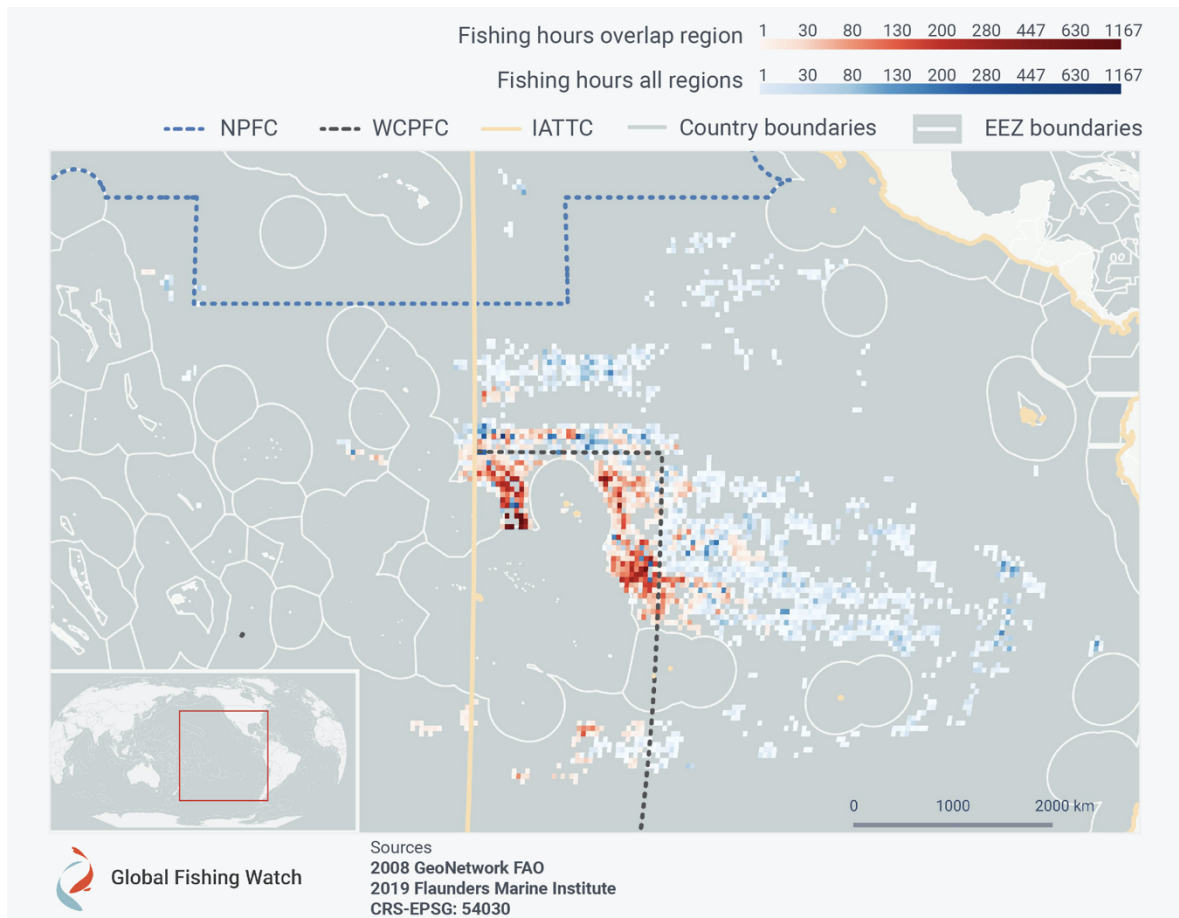 Fishing hours overlap region 1 30 80 130 200 280 447 630 1167
Fishing hours all regions 1 30 80 130 200 280 447 630 1167
NPFC WCPFC IATTC Country boundaries EEZ boundaries
0 1000 2000 km
Sources
Global Fishing Watch
2008 GeoNetwork FAO
2019 Flaunders Marine Institute
CRS-EPSG: 54030